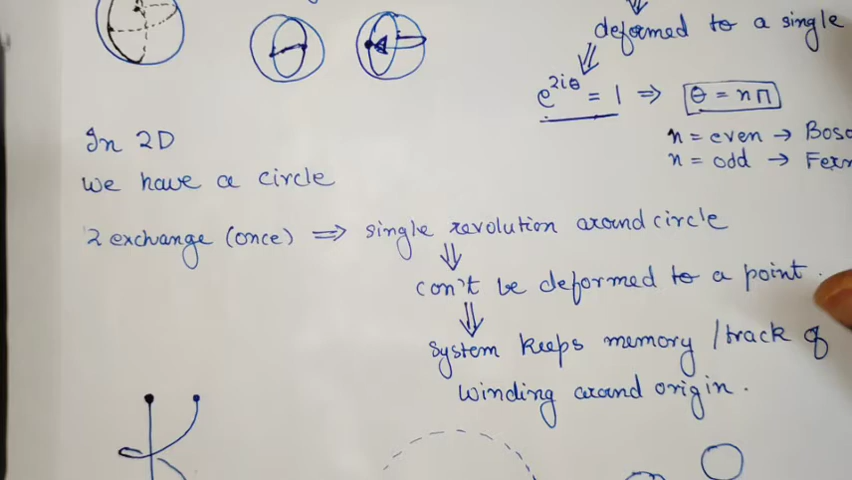 deformed to a single
⇓
e^{2iθ} = 1 ⇒ θ = nπ
n = even → Boso
n = odd → Ferm
In 2D
We have a circle
2 exchange (once) ⇒ single revolution around circle
⇓
can't be deformed to a point.
⇓
system keeps memory/track of
winding around origin.